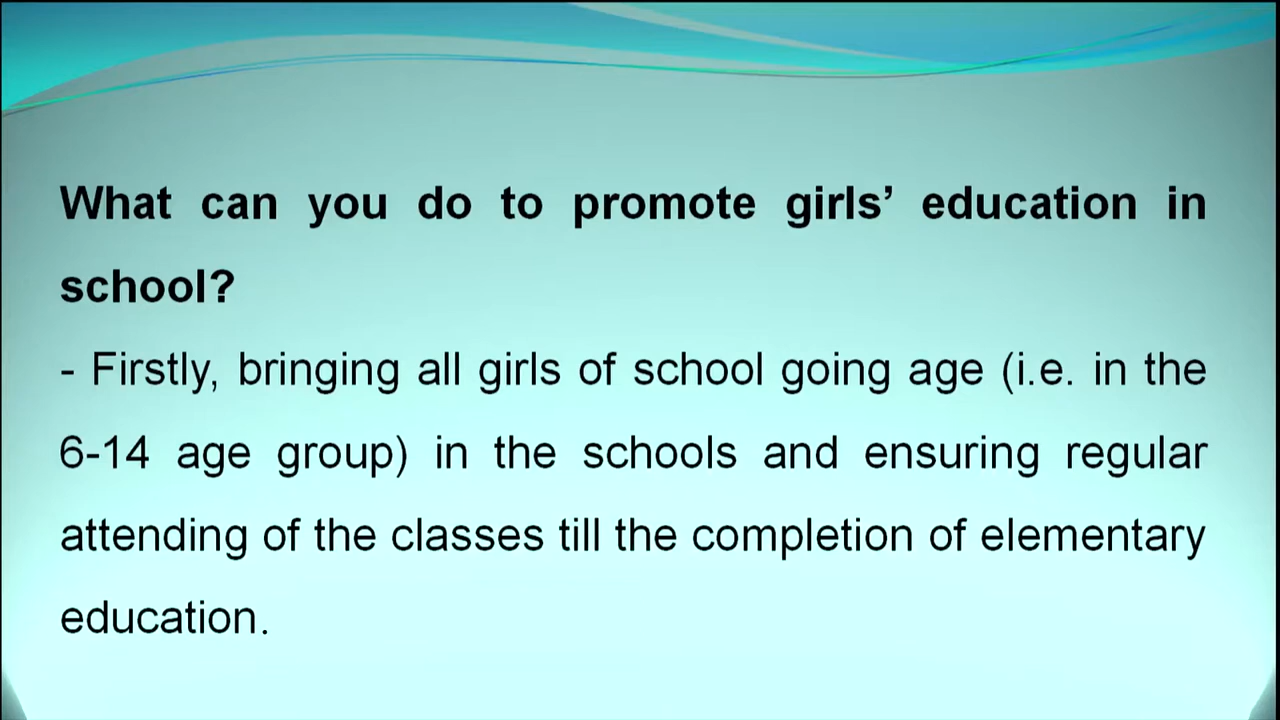 What can you do to promote girls’ education in
school?
- Firstly, bringing all girls of school going age (i.e. in the
6-14 age group) in the schools and ensuring regular
attending of the classes till the completion of elementary
education.